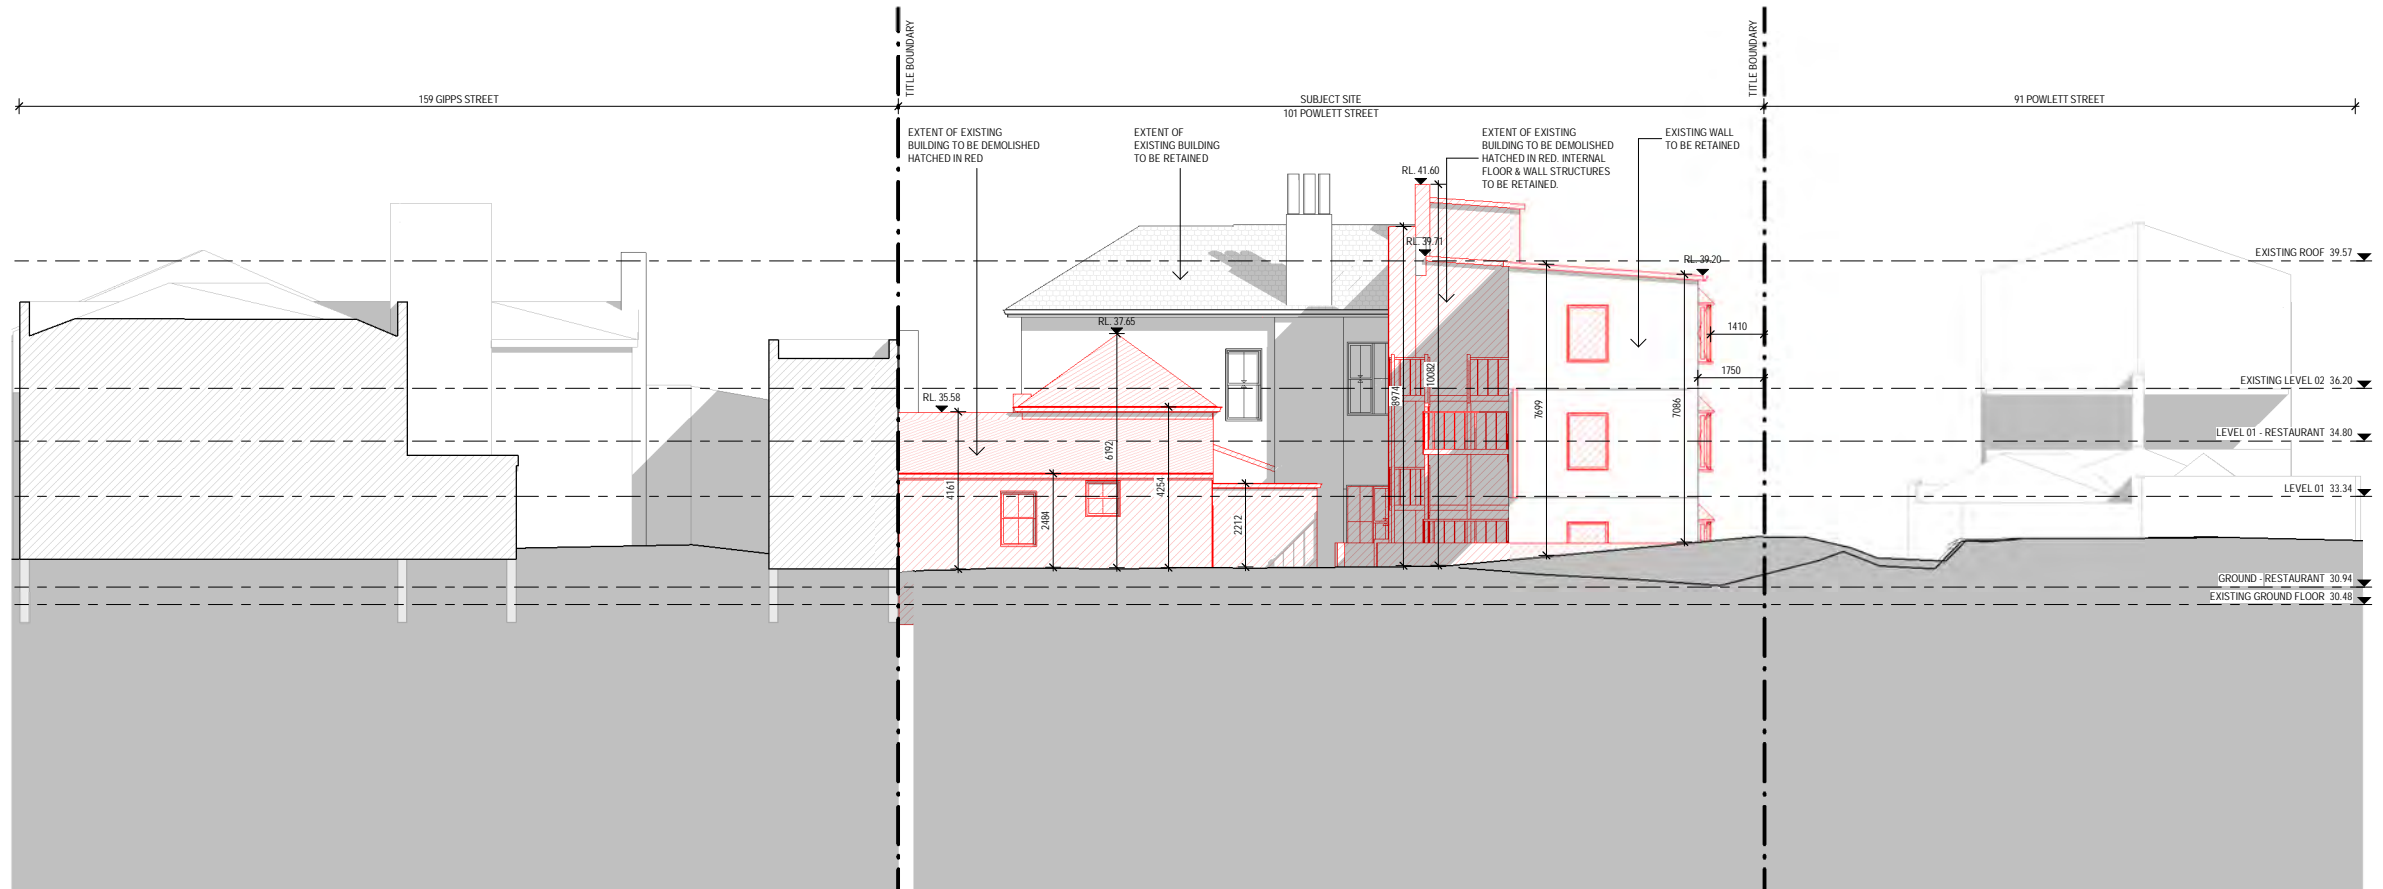 TITLE BOUNDARY
TITLE BOUNDARY
159 GIPPS STREET
SUBJECT SITE
101 POWLETT STREET
91 POWLETT STREET
EXTENT OF EXISTING
BUILDING TO BE DEMOLISHED
HATCHED IN RED
EXTENT OF
EXISTING BUILDING
TO BE RETAINED
EXTENT OF EXISTING
BUILDING TO BE DEMOLISHED
HATCHED IN RED. INTERNAL
FLOOR & WALL STRUCTURES
TO BE RETAINED.
EXISTING WALL
TO BE RETAINED
RL. 41.60
RL. 39.71
RL. 39.20
RL. 37.65
RL. 35.58
1410
1750
4161
2484
6192
4254
2212
8974
10082
7699
7086
EXISTING ROOF 39.57
EXISTING LEVEL 02 36.20
LEVEL 01 - RESTAURANT 34.80
LEVEL 01 33.34
GROUND - RESTAURANT 30.94
EXISTING GROUND FLOOR 30.48